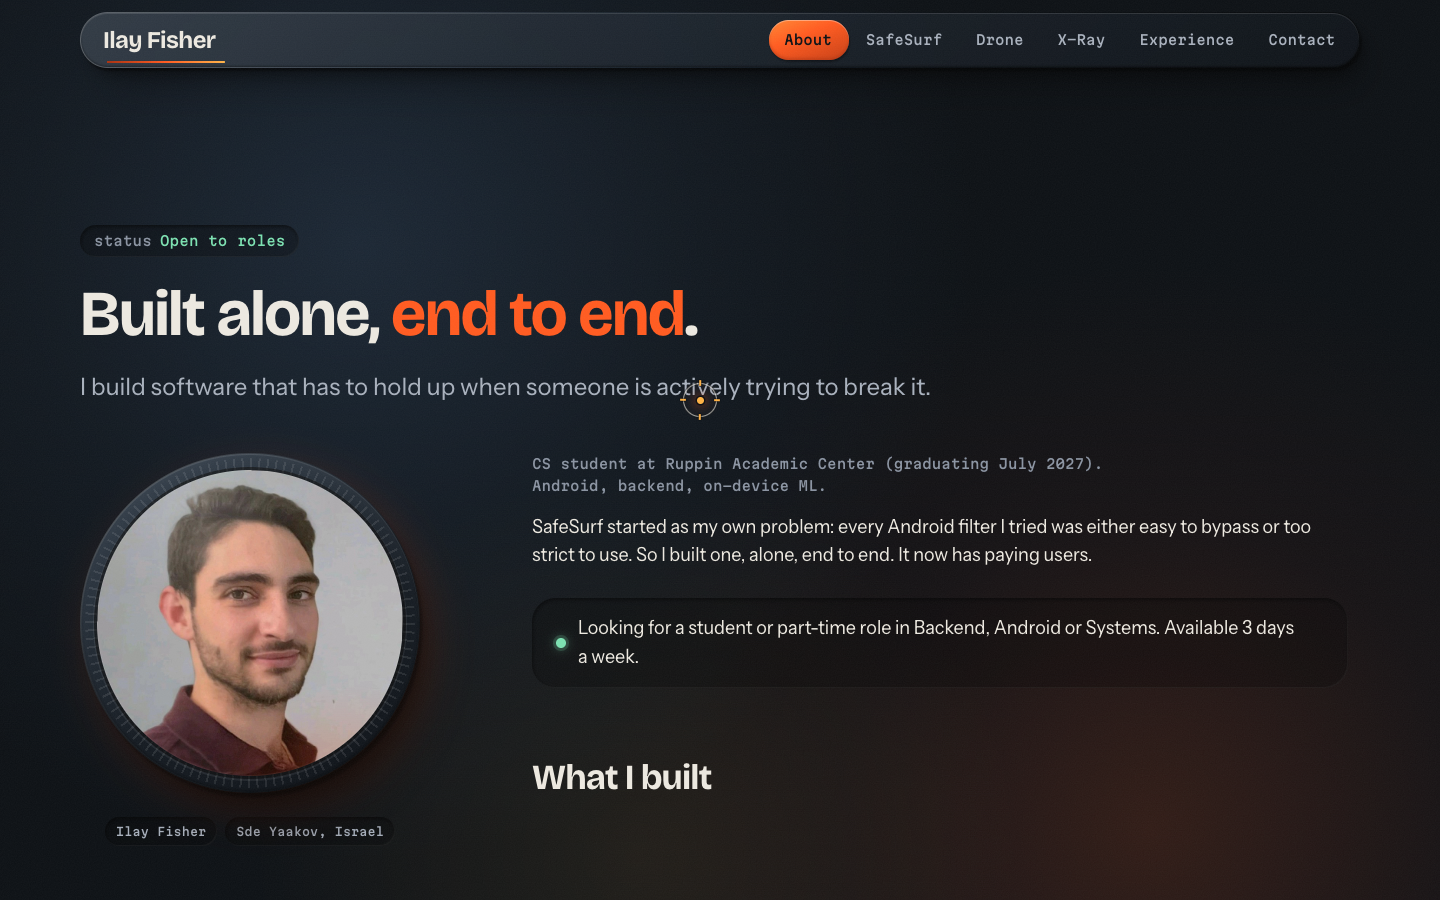 Ilay Fisher
About
SafeSurf
Drone
X-Ray
Experience
Contact
status Open to roles
Built alone, end to end.
I build software that has to hold up when someone is actively trying to break it.
CS student at Ruppin Academic Center (graduating July 2027).
Android, backend, on-device ML.
SafeSurf started as my own problem: every Android filter I tried was either easy to bypass or too
strict to use. So I built one, alone, end to end. It now has paying users.
Looking for a student or part-time role in Backend, Android or Systems. Available 3 days
a week.
What I built
Ilay Fisher
Sde Yaakov, Israel